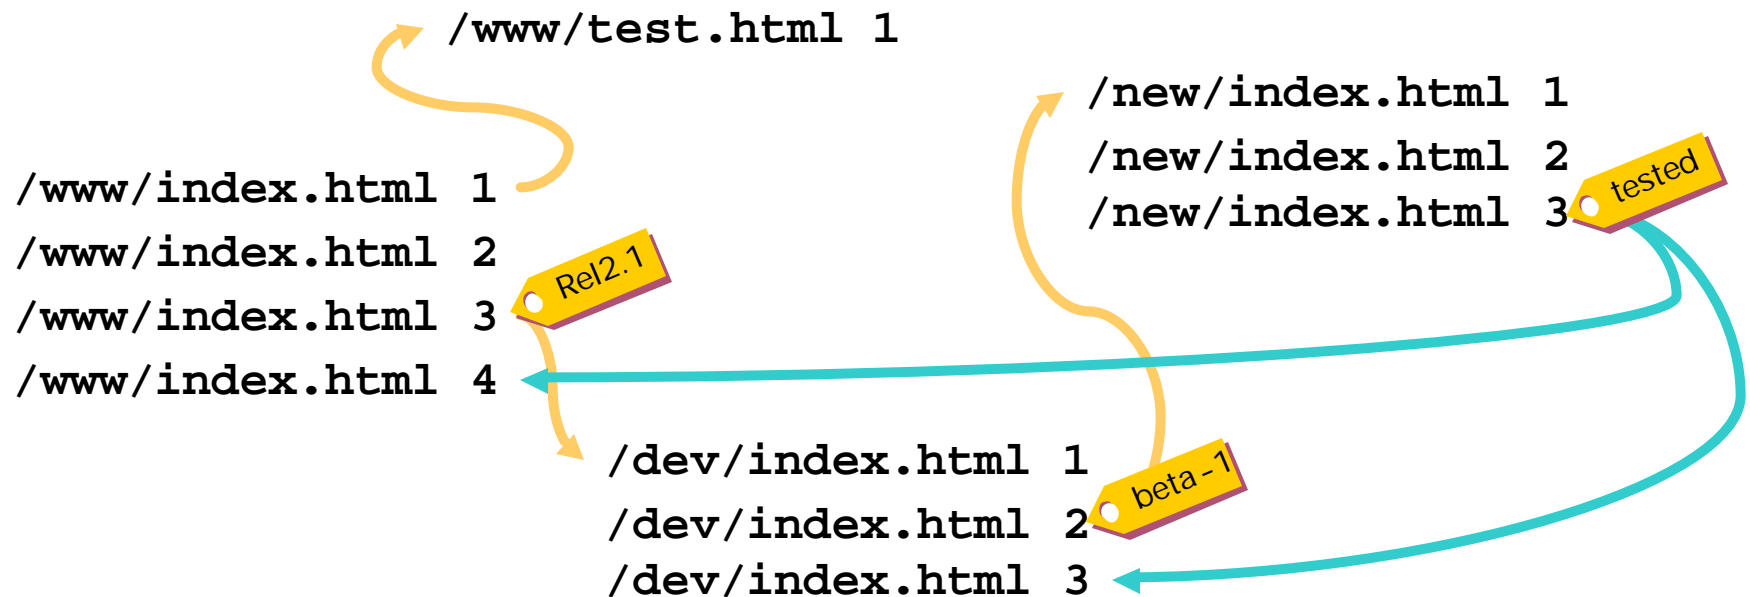 /www/test.html 1
/new/index.html 1
/new/index.html 2
tested
/new/index.html 3
/www/index.html 1
/www/index.html 2
Rel2.1
/www/index.html 3
/www/index.html 4
/dev/index.html 1
beta-1
/dev/index.html 2
/dev/index.html 3